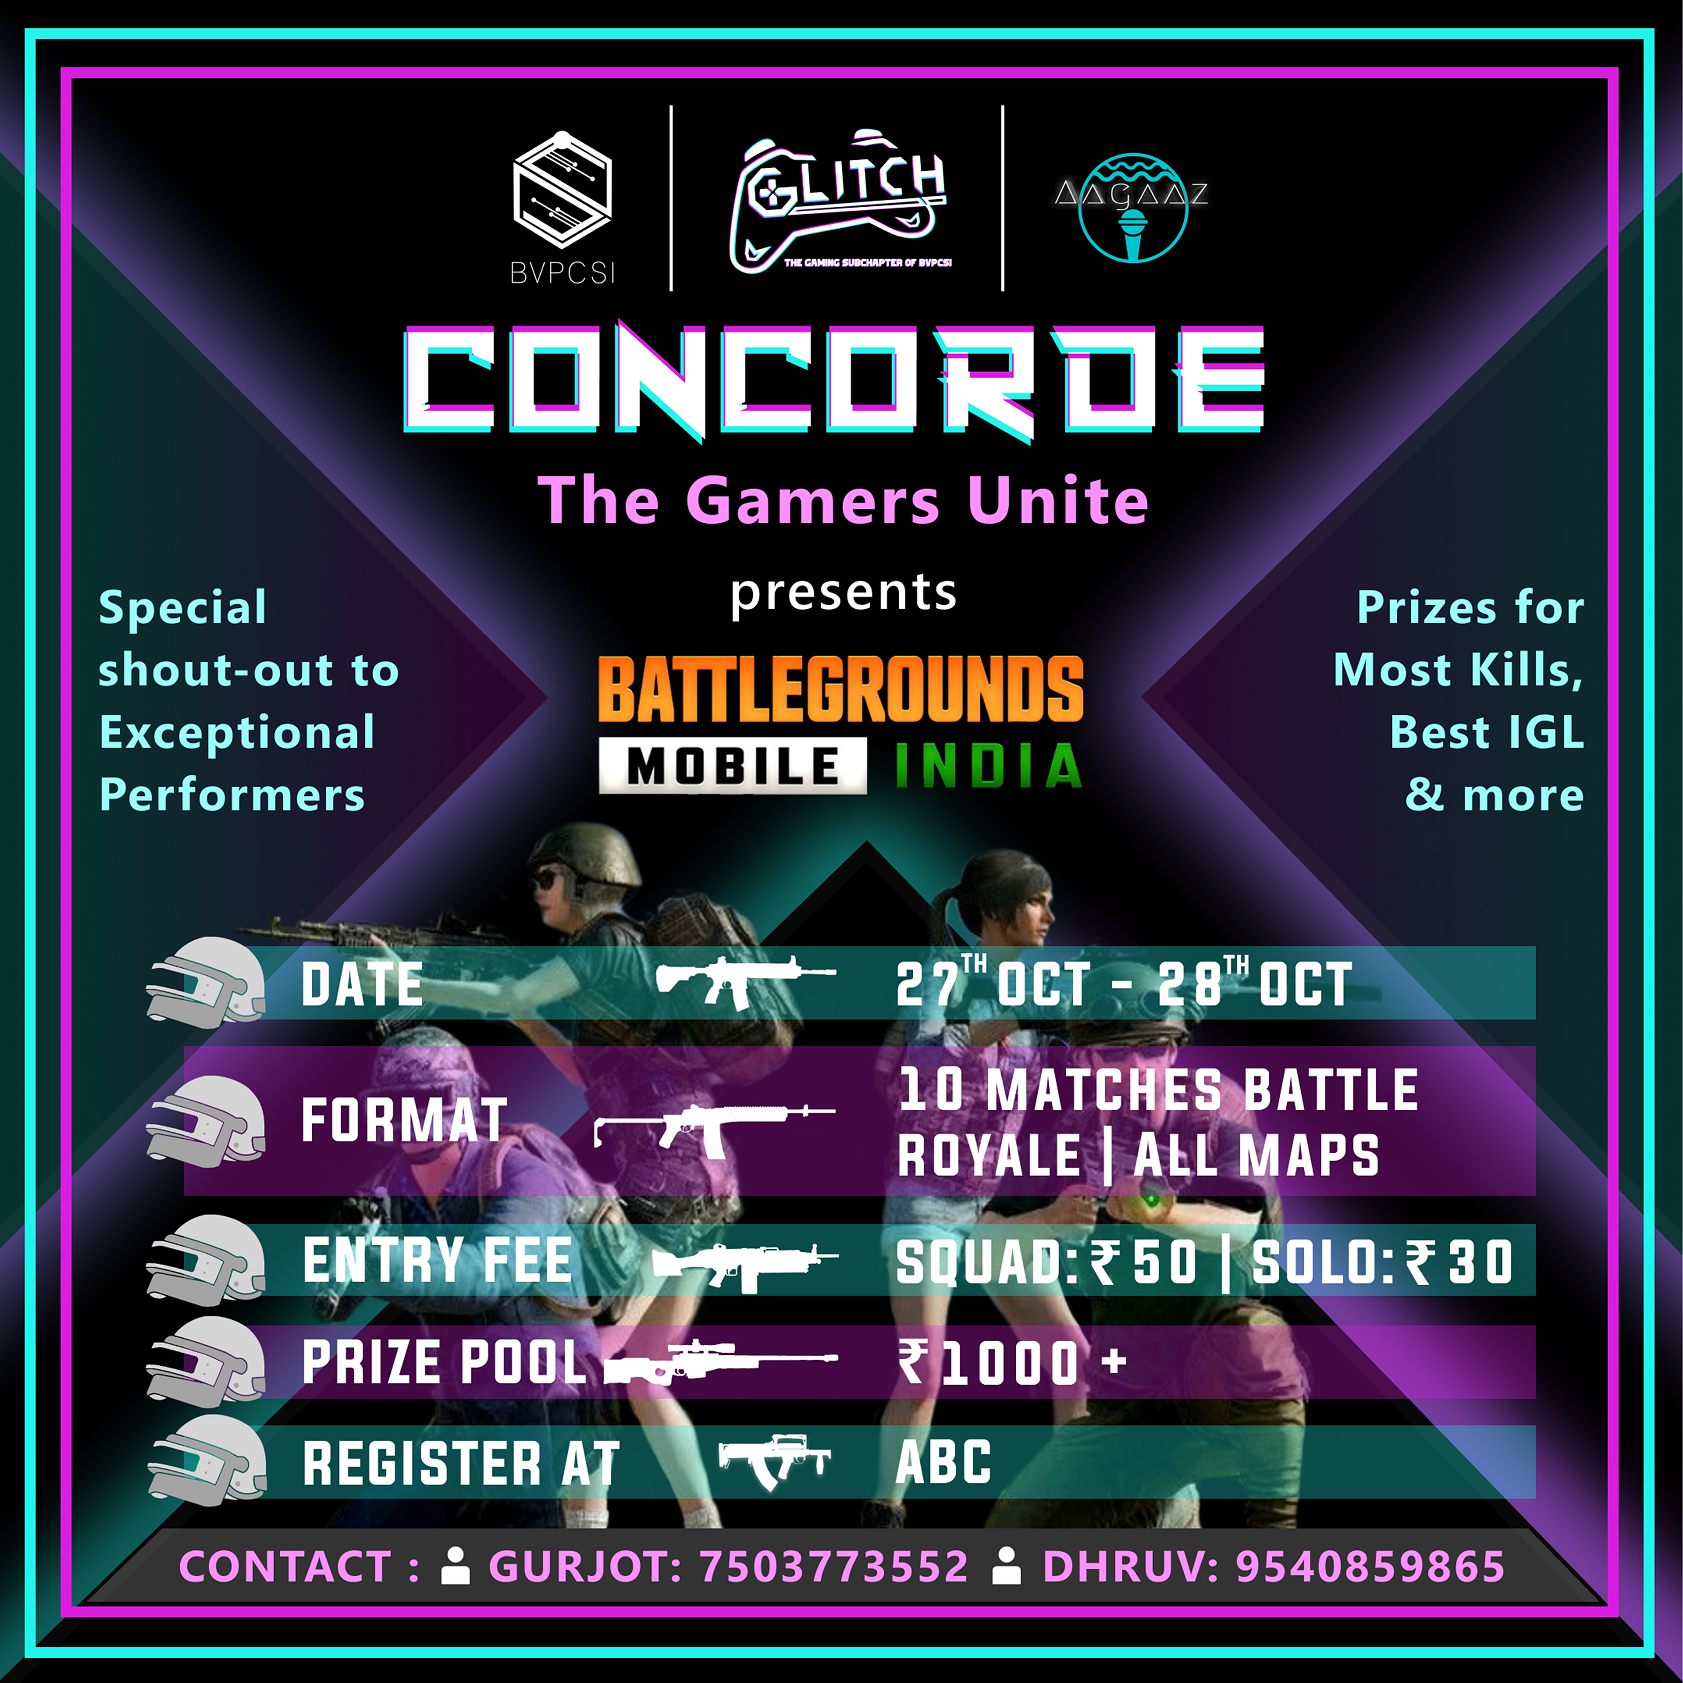 BVPCSI
GLITCH
THE GAMING SUBCHAPTER OF BVPCSI
AAGAAZ
CONCORDE
The Gamers Unite
presents
BATTLEGROUNDS
MOBILE INDIA
Special
shout-out to
Exceptional
Performers
Prizes for
Most Kills,
Best IGL
& more
DATE 27TH OCT - 28TH OCT
FORMAT 10 MATCHES BATTLE
ROYALE | ALL MAPS
ENTRY FEE SQUAD: ₹ 50 | SOLO: ₹ 30
PRIZE POOL ₹ 1000 +
REGISTER AT ABC
CONTACT : GURJOT: 7503773552 DHRUV: 9540859865